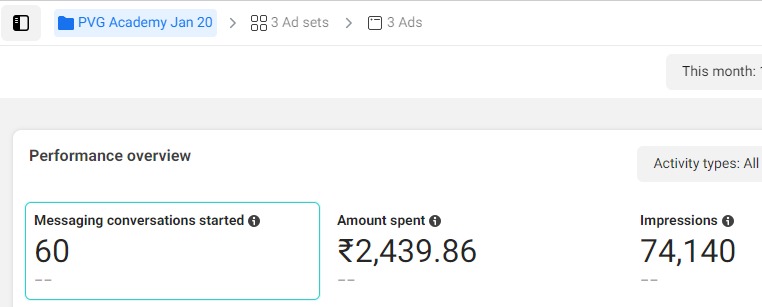 PVG Academy Jan 20 > 3 Ad sets > 3 Ads
This month: 1
Performance overview
Activity types: All
Messaging conversations started Amount spent Impressions
60 ₹2,439.86 74,140
-- -- --